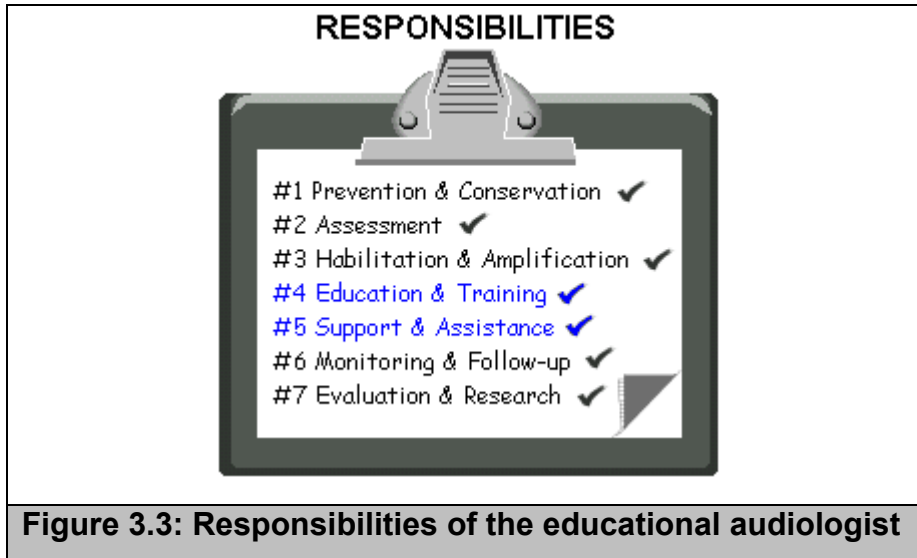 RESPONSIBILITIES
#1 Prevention & Conservation ✔
#2 Assessment ✔
#3 Habilitation & Amplification ✔
#4 Education & Training ✔
#5 Support & Assistance ✔
#6 Monitoring & Follow-up ✔
#7 Evaluation & Research ✔
Figure 3.3: Responsibilities of the educational audiologist